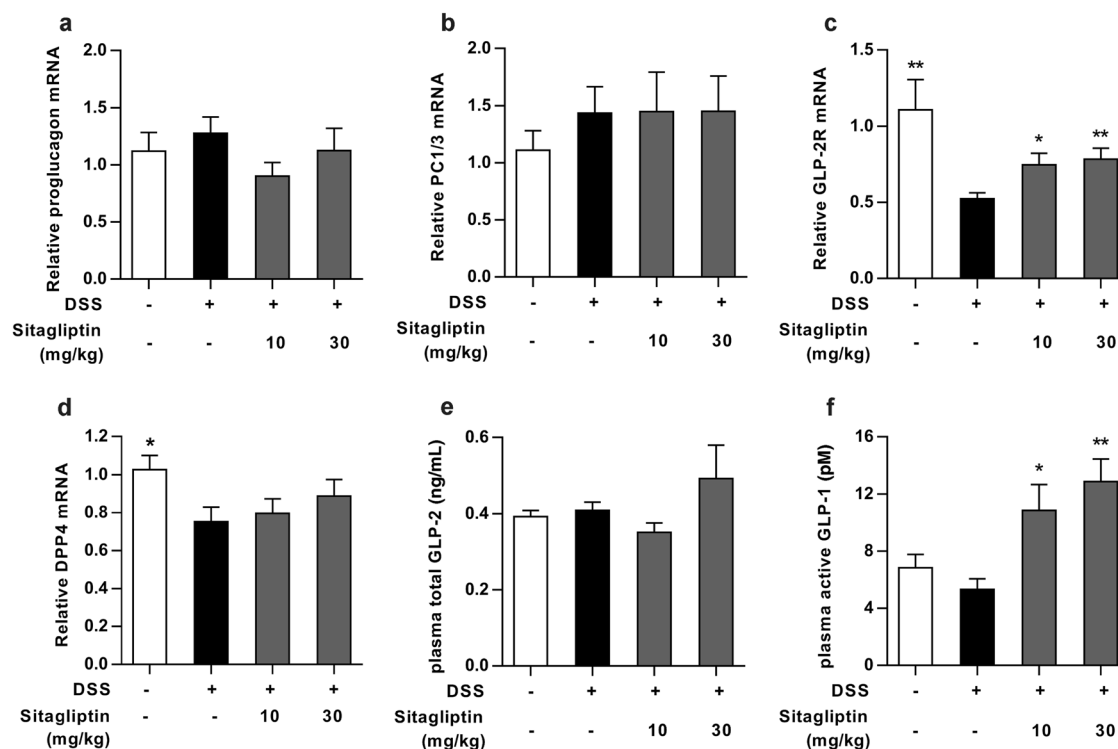 a
Relative proglucagon mRNA
2.0
1.5
1.0
0.5
0.0
DSS - + + +
Sitagliptin
(mg/kg) - - 10 30
b
Relative PC1/3 mRNA
2.0
1.5
1.0
0.5
0.0
DSS - + + +
Sitagliptin
(mg/kg) - - 10 30
c
Relative GLP-2R mRNA
1.5
1.0
0.5
0.0
** * **
DSS - + + +
Sitagliptin
(mg/kg) - - 10 30
d
Relative DPP4 mRNA
1.2
1.0
0.8
0.6
0.4
0.2
0.0
*
DSS - + + +
Sitagliptin
(mg/kg) - - 10 30
e
plasma total GLP-2 (ng/mL)
0.6
0.4
0.2
0.0
DSS - + + +
Sitagliptin
(mg/kg) - - 10 30
f
plasma active GLP-1 (pM)
16
12
8
4
0
* **
DSS - + + +
Sitagliptin
(mg/kg) - - 10 30